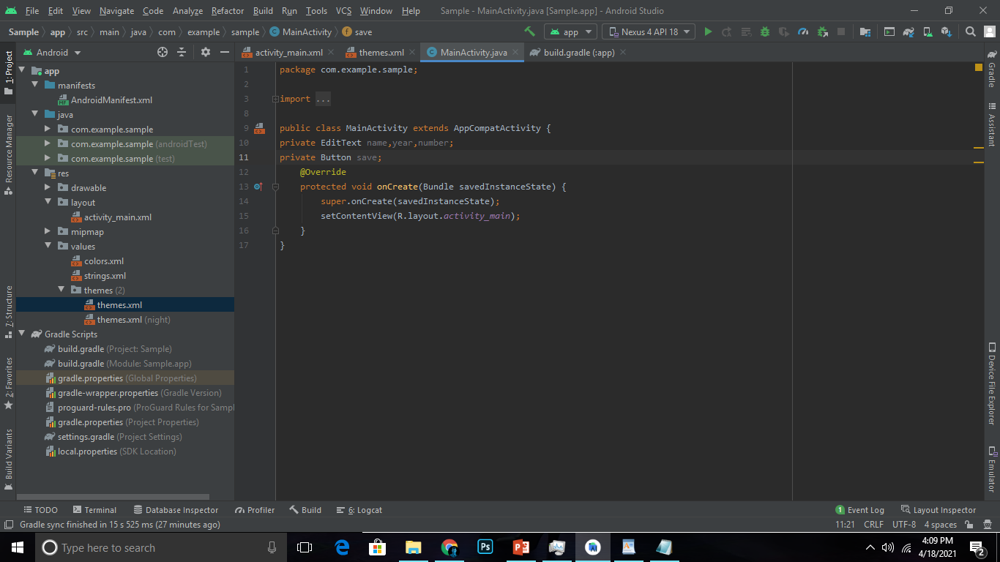 File Edit View Navigate Code Analyze Refactor Build Run Tools VCS Window Help Sample - MainActivity.java [Sample.app] - Android Studio
Sample app src main java com example sample MainActivity save app Nexus 4 API 18
Android activity_main.xml themes.xml MainActivity.java build.gradle (:app)
1: Project
Resource Manager
7: Structure
2: Favorites
Build Variants
app
manifests
AndroidManifest.xml
java
com.example.sample
com.example.sample (androidTest)
com.example.sample (test)
res
drawable
layout
activity_main.xml
mipmap
values
colors.xml
strings.xml
themes (2)
themes.xml
themes.xml (night)
Gradle Scripts
build.gradle (Project: Sample)
build.gradle (Module: Sample.app)
gradle.properties (Global Properties)
gradle-wrapper.properties (Gradle Version)
proguard-rules.pro (ProGuard Rules for Sampl
gradle.properties (Project Properties)
settings.gradle (Project Settings)
local.properties (SDK Location)
1 package com.example.sample;
2
3 import ...
8
9 public class MainActivity extends AppCompatActivity {
10 private EditText name,year,number;
11 private Button save;
12 @Override
13 protected void onCreate(Bundle savedInstanceState) {
14 super.onCreate(savedInstanceState);
15 setContentView(R.layout.activity_main);
16 }
17 }
Gradle
Assistant
Device File Explorer
Emulator
TODO Terminal Database Inspector Profiler Build 6: Logcat 1 Event Log Layout Inspector
Gradle sync finished in 15 s 525 ms (27 minutes ago) 11:21 CRLF UTF-8 4 spaces
Type here to search Ps 4:09 PM
4/18/2021 2